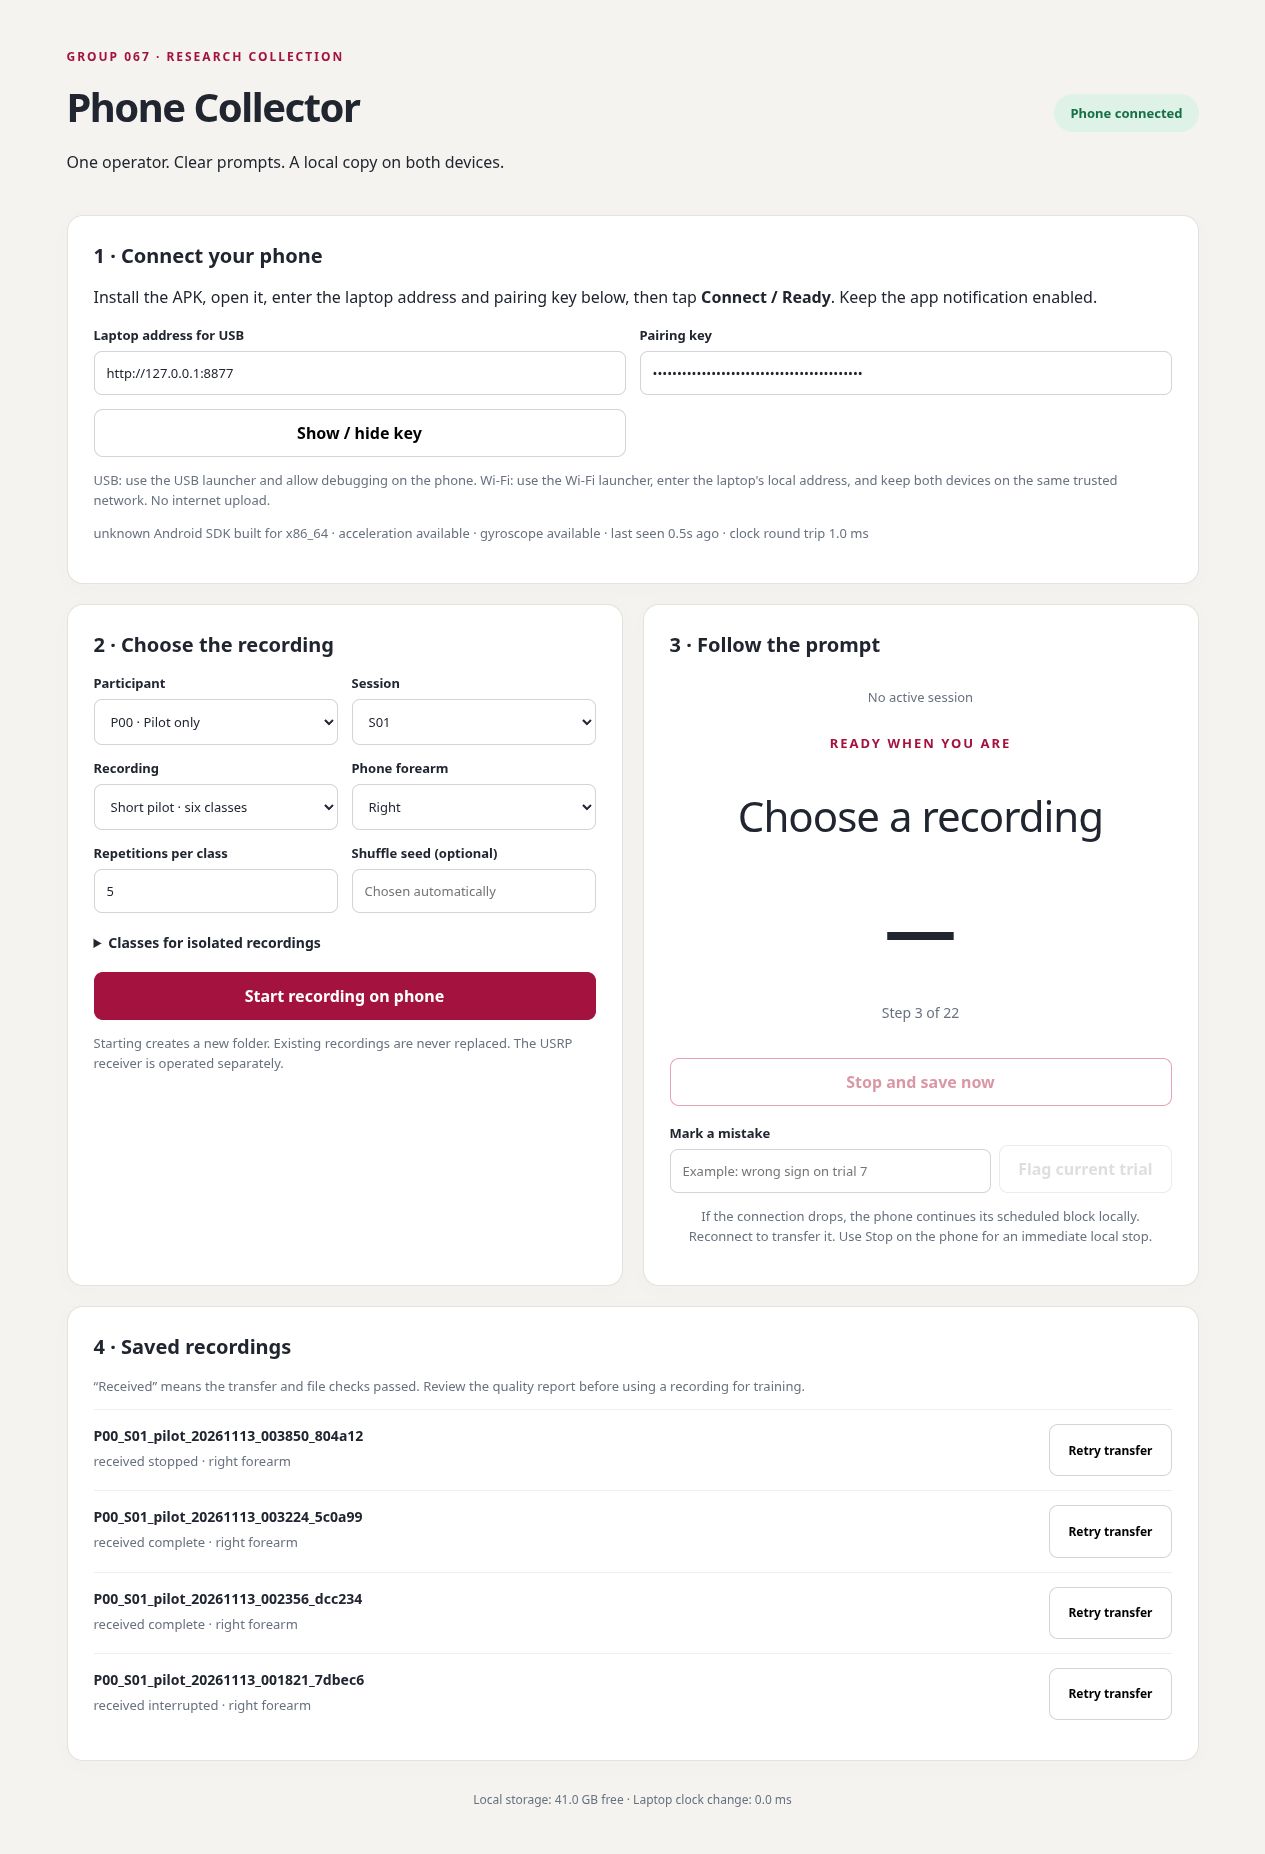 GROUP 067 · RESEARCH COLLECTION
Phone Collector
Phone connected
One operator. Clear prompts. A local copy on both devices.
1 · Connect your phone
Install the APK, open it, enter the laptop address and pairing key below, then tap Connect / Ready. Keep the app notification enabled.
Laptop address for USB
Pairing key
http://127.0.0.1:8877
Show / hide key
USB: use the USB launcher and allow debugging on the phone. Wi-Fi: use the Wi-Fi launcher, enter the laptop's local address, and keep both devices on the same trusted
network. No internet upload.
unknown Android SDK built for x86_64 · acceleration available · gyroscope available · last seen 0.5s ago · clock round trip 1.0 ms
2 · Choose the recording
Participant
Session
P00 · Pilot only
S01
Recording
Phone forearm
Short pilot · six classes
Right
Repetitions per class
Shuffle seed (optional)
5
Chosen automatically
Classes for isolated recordings
Start recording on phone
Starting creates a new folder. Existing recordings are never replaced. The USRP
receiver is operated separately.
3 · Follow the prompt
No active session
READY WHEN YOU ARE
Choose a recording
—
Step 3 of 22
Stop and save now
Mark a mistake
Example: wrong sign on trial 7
Flag current trial
If the connection drops, the phone continues its scheduled block locally.
Reconnect to transfer it. Use Stop on the phone for an immediate local stop.
4 · Saved recordings
“Received” means the transfer and file checks passed. Review the quality report before using a recording for training.
P00_S01_pilot_20261113_003850_804a12
received stopped · right forearm
Retry transfer
P00_S01_pilot_20261113_003224_5c0a99
received complete · right forearm
Retry transfer
P00_S01_pilot_20261113_002356_dcc234
received complete · right forearm
Retry transfer
P00_S01_pilot_20261113_001821_7dbec6
received interrupted · right forearm
Retry transfer
Local storage: 41.0 GB free · Laptop clock change: 0.0 ms